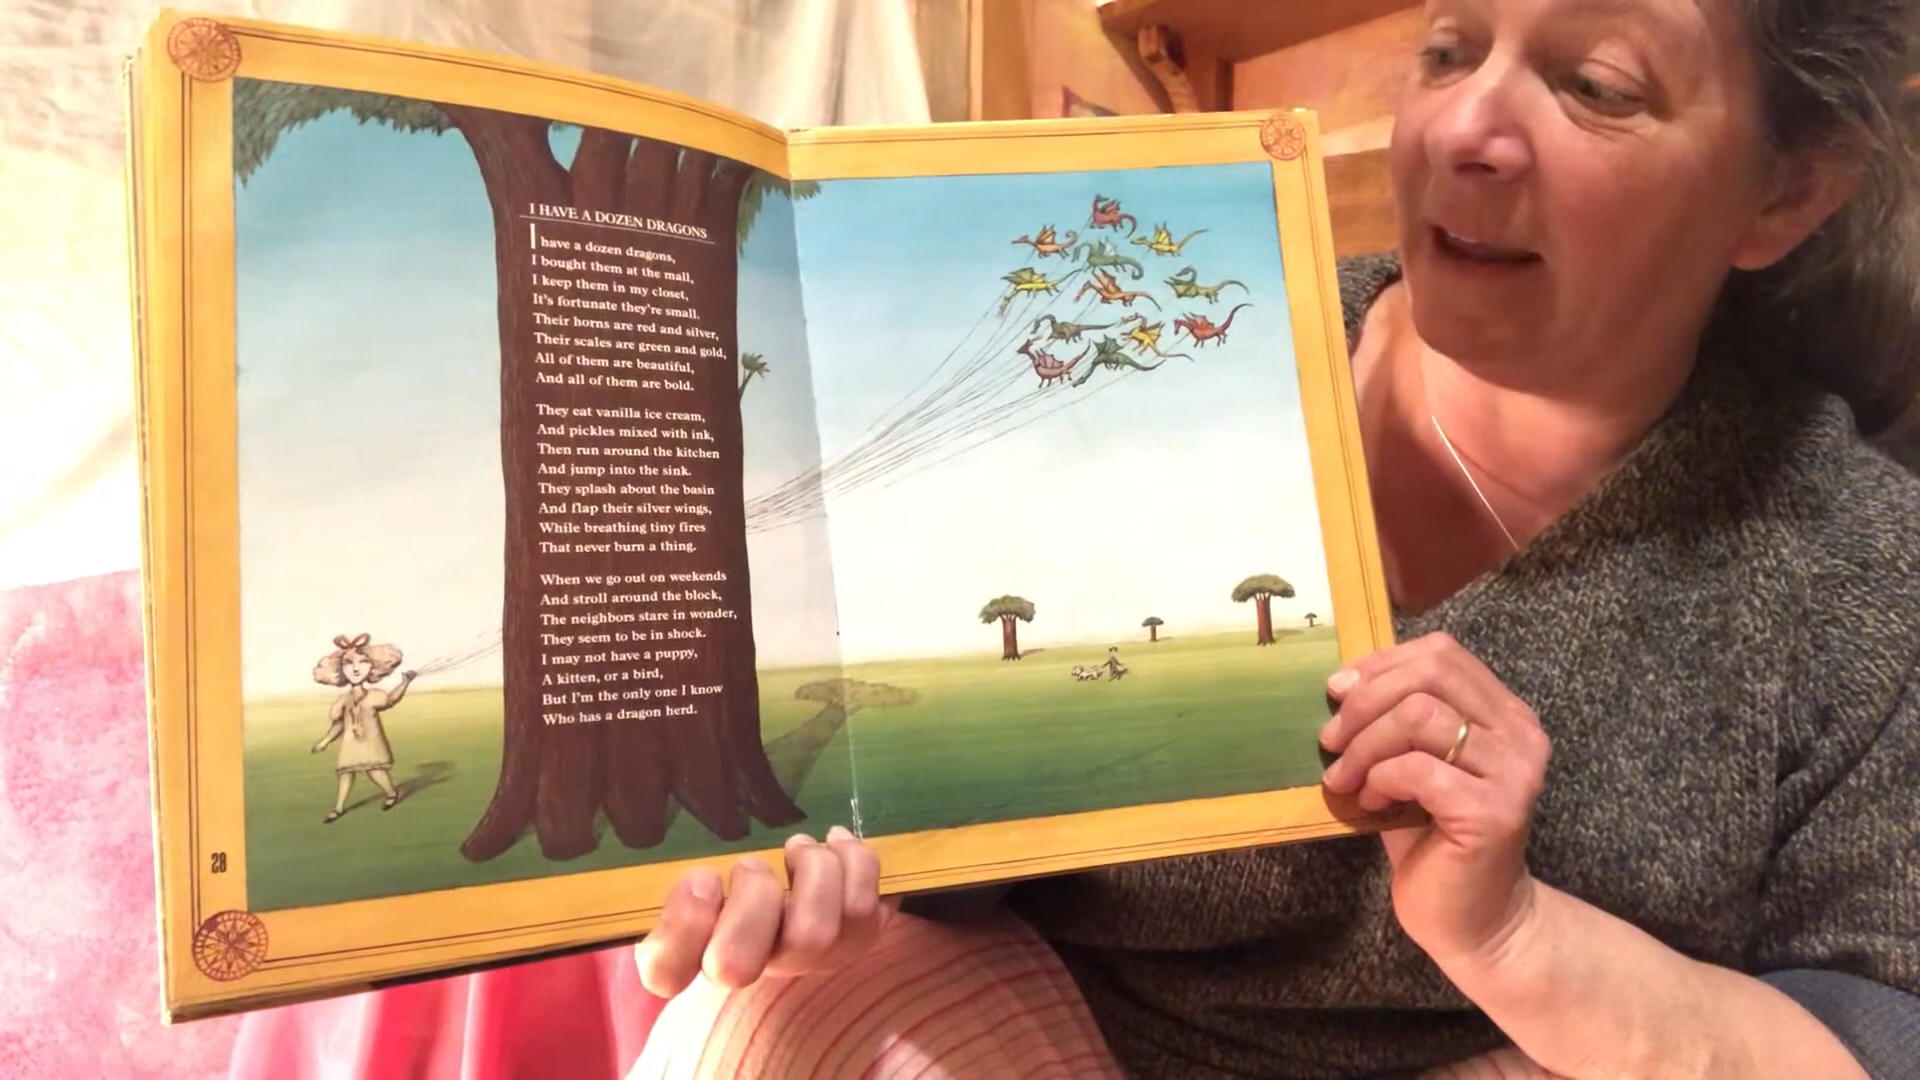 I HAVE A DOZEN DRAGONS
I have a dozen dragons,
I bought them at the mall,
I keep them in my closet,
It's fortunate they're small.
Their horns are red and silver,
Their scales are green and gold,
All of them are beautiful,
And all of them are bold.
They eat vanilla ice cream,
And pickles mixed with ink,
Then run around the kitchen
And jump into the sink.
They splash about the basin
And flap their silver wings,
While breathing tiny fires
That never burn a thing.
When we go out on weekends
And stroll around the block,
The neighbors stare in wonder,
They seem to be in shock.
I may not have a puppy,
A kitten, or a bird,
But I'm the only one I know
Who has a dragon herd.
28